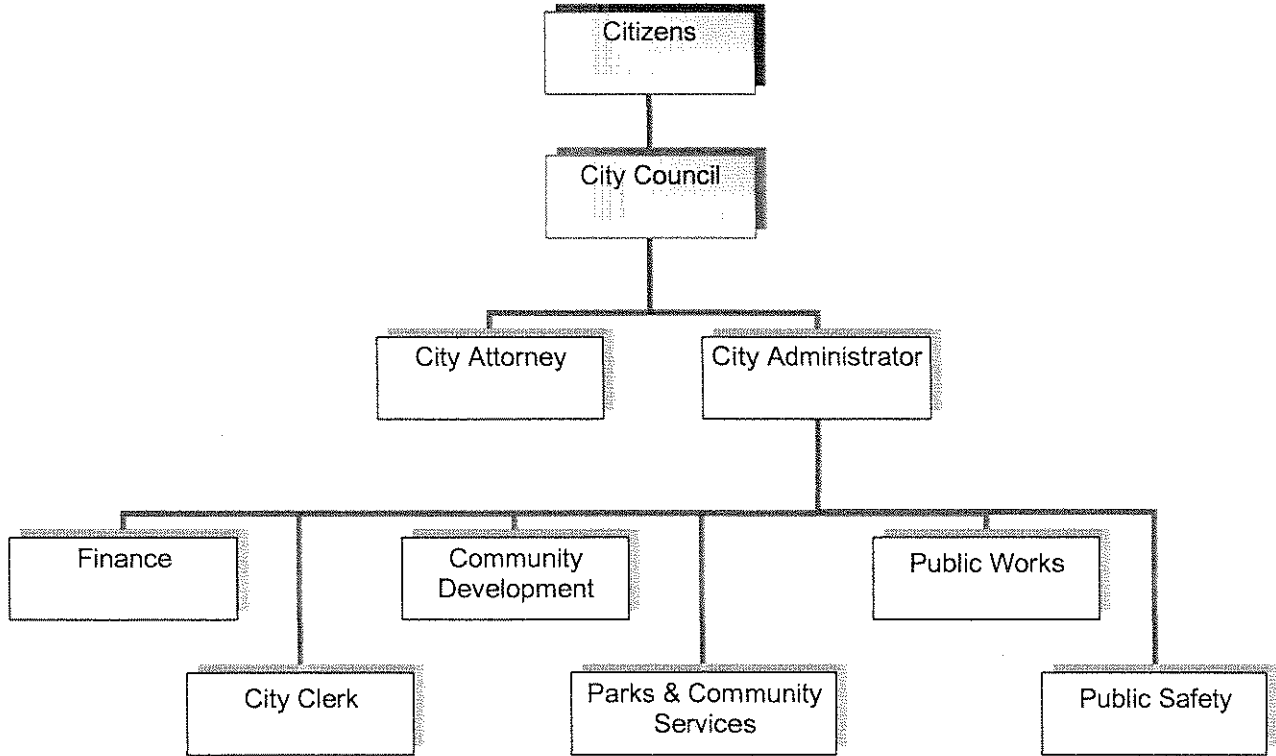 Citizens
City Council
City Attorney
City Administrator
Finance
Community
Development
Public Works
City Clerk
Parks & Community
Services
Public Safety